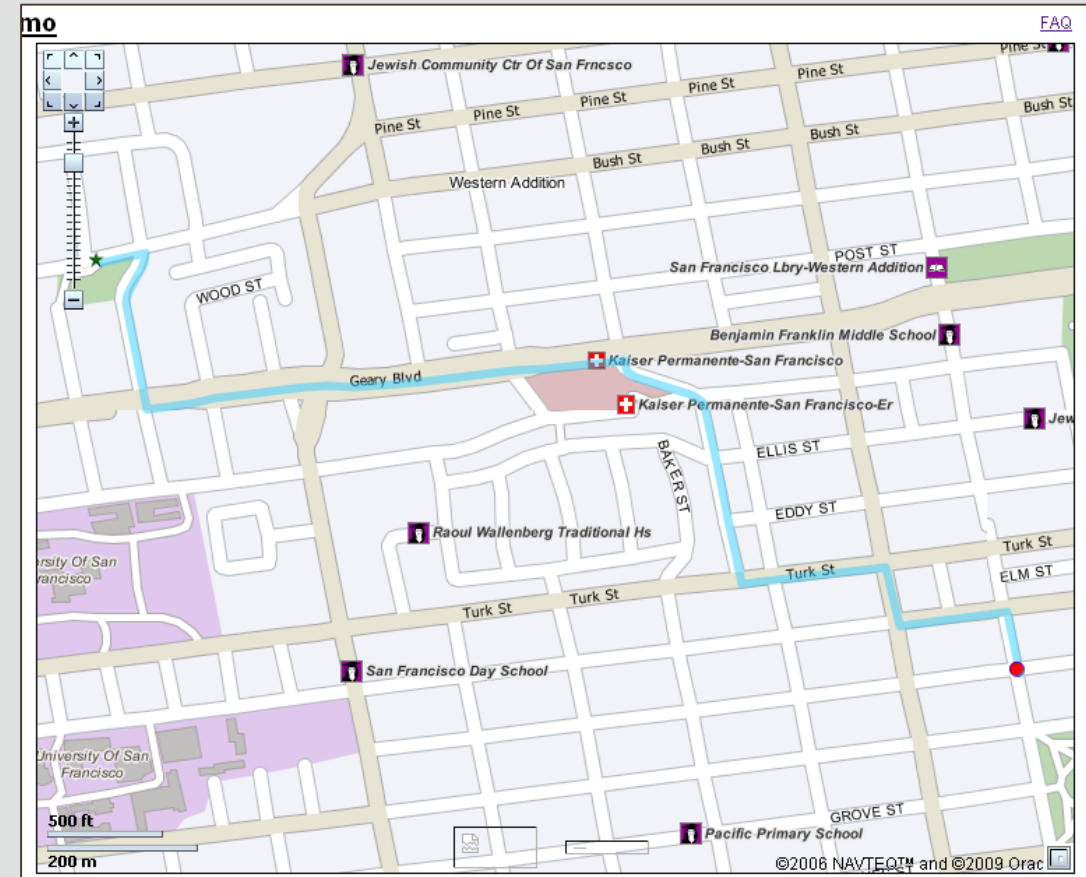 mo
FAQ
Pine St
Jewish Community Ctr Of San Frncsco
Pine St
Pine St
Pine St
Pine St
Pine St
Bush St
Bush St
Bush St
Bush St
Western Addition
POST ST
San Francisco Lbry-Western Addition
WOOD ST
Benjamin Franklin Middle School
Kaiser Permanente-San Francisco
Geary Blvd
Kaiser Permanente-San Francisco-Er
Jew
ELLIS ST
BAKER ST
EDDY ST
Raoul Wallenberg Traditional Hs
Turk St
rsity Of San
rancisco
Turk St
ELM ST
Turk St
Turk St
San Francisco Day School
University Of San
Francisco
500 ft
GROVE ST
Pacific Primary School
200 m
©2006 NAVTEQ™ and ©2009 Orac